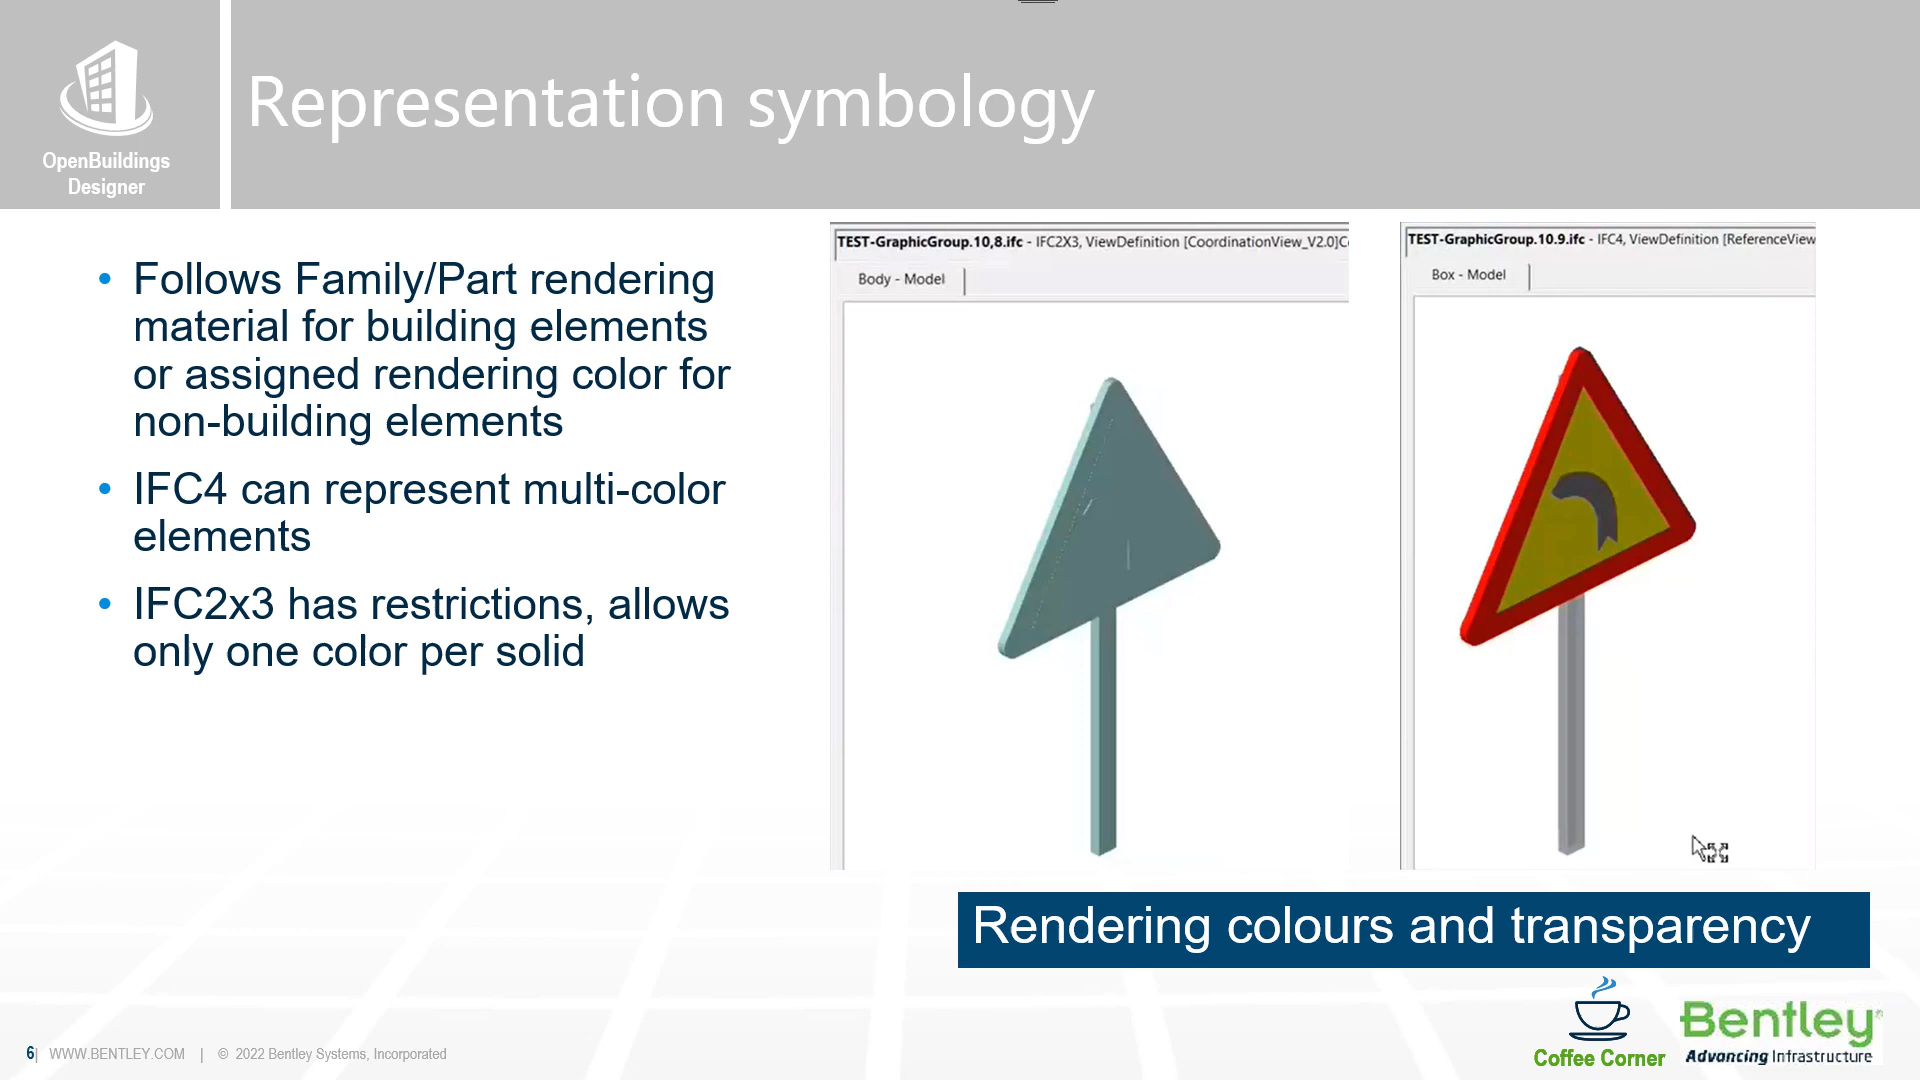 OpenBuildings
Designer
Representation symbology
• Follows Family/Part rendering
material for building elements
or assigned rendering color for
non-building elements
• IFC4 can represent multi-color
elements
• IFC2x3 has restrictions, allows
only one color per solid
TEST-GraphicGroup.10,8.ifc - IFC2X3, ViewDefinition [CoordinationView_V2.0]C
Body - Model
TEST-GraphicGroup.10.9.ifc - IFC4, ViewDefinition [ReferenceView
Box - Model
Rendering colours and transparency
6| WWW.BENTLEY.COM | © 2022 Bentley Systems, Incorporated
Coffee Corner
Bentley®
Advancing Infrastructure